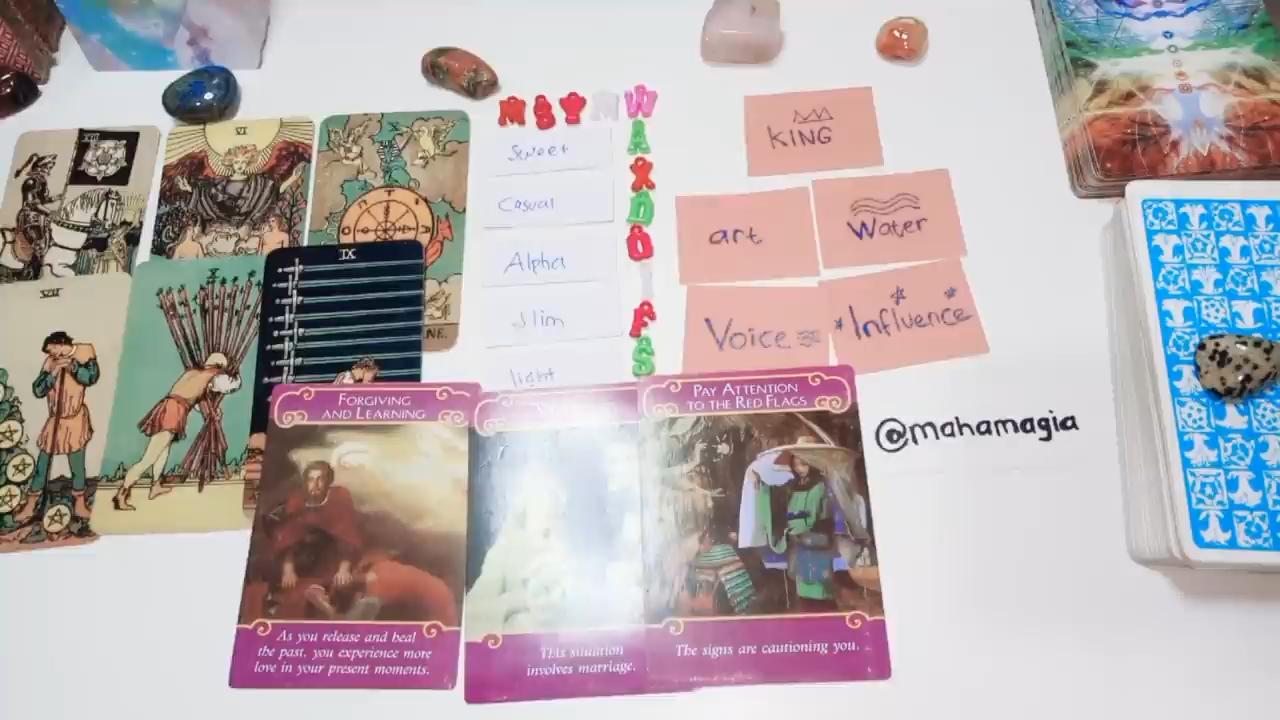 XIII
VI
X
T
NE.
VII
X
IX
M
&
Y
M
W
A
X
D
O
I
F
S
Sweet
Casual
Alpha
Slim
light
KING
art
Water
Voice
Influence
FORGIVING
AND LEARNING
As you release and heal
the past, you experience more
love in your present moments.
This situation
involves marriage.
PAY ATTENTION
TO THE RED FLAGS
The signs are cautioning you.
@mahamagia